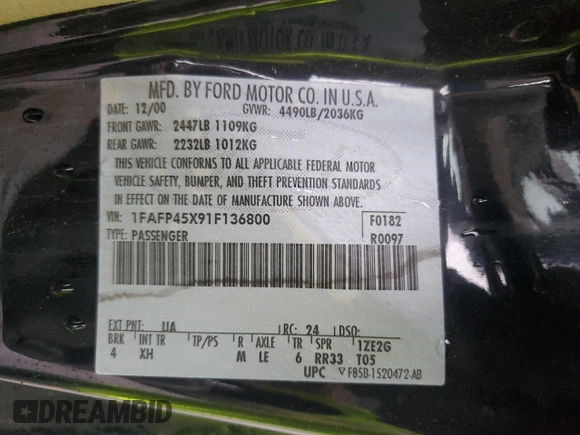 MFD. BY FORD MOTOR CO. IN U.S.A.
DATE: 12/00 GVWR: 4490LB/2036KG
FRONT GAWR: 2447LB 1109KG
REAR GAWR: 2232LB 1012KG
THIS VEHICLE CONFORMS TO ALL APPLICABLE FEDERAL MOTOR
VEHICLE SAFETY, BUMPER, AND THEFT PREVENTION STANDARDS
IN EFFECT ON THE DATE OF MANUFACTURE SHOWN ABOVE.
VIN: 1FAFP45X91F136800 F0182
TYPE: PASSENGER R0097
EXT PNT: UA RC: 24 DSO:
BRK INT TR TP/PS R AXLE TR SPR 1ZE2G
4 XH M LE 6 RR33 T05
UPC F85B-1520472-AB
DREAMBID